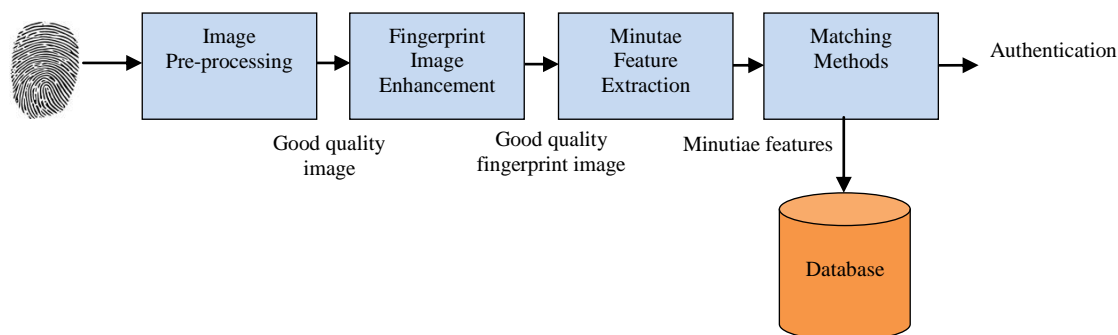 Image
Pre-processing
Fingerprint
Image
Enhancement
Minutae
Feature
Extraction
Matching
Methods
Authentication
Good quality
image
Good quality
fingerprint image
Minutiae features
Database